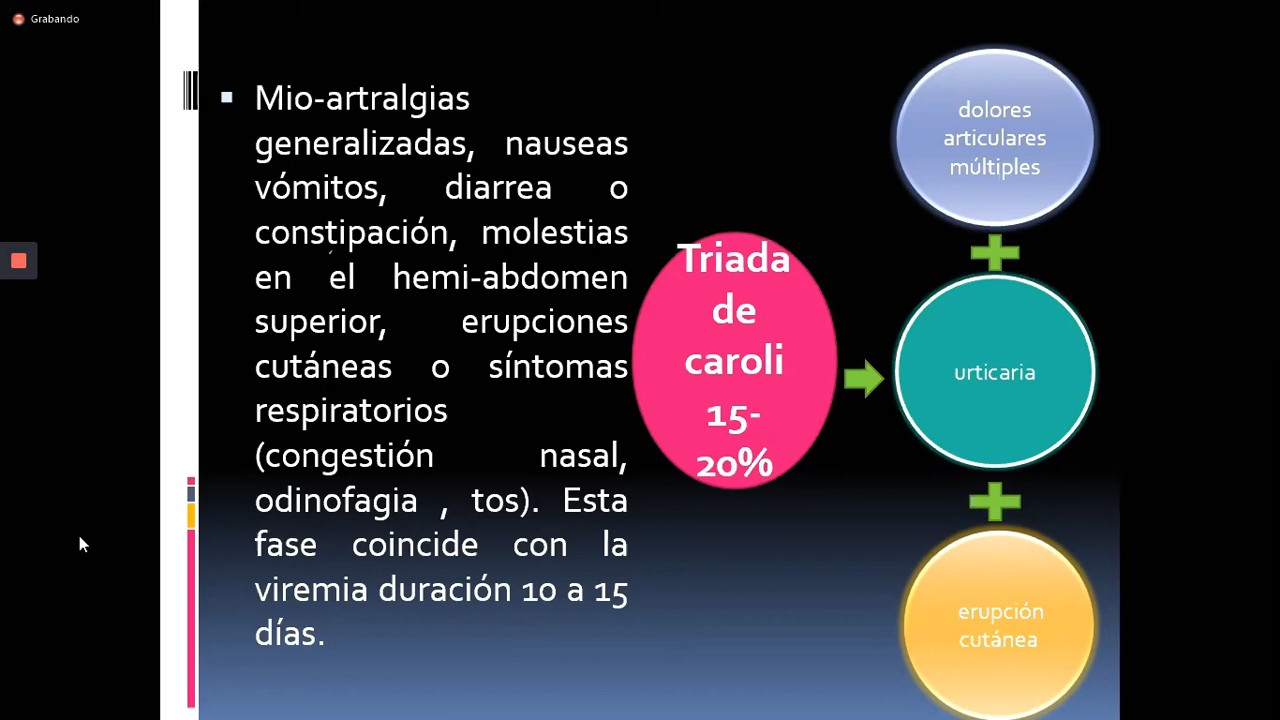 Grabando
Mio-artralgias
generalizadas, nauseas
vómitos, diarrea o
constipación, molestias
en el hemi-abdomen
superior, erupciones
cutáneas o síntomas
respiratorios
(congestión nasal,
odinofagia , tos). Esta
fase coincide con la
viremia duración 10 a 15
días.
Triada
de
caroli
15-
20%
dolores
articulares
múltiples
urticaria
erupción
cutánea